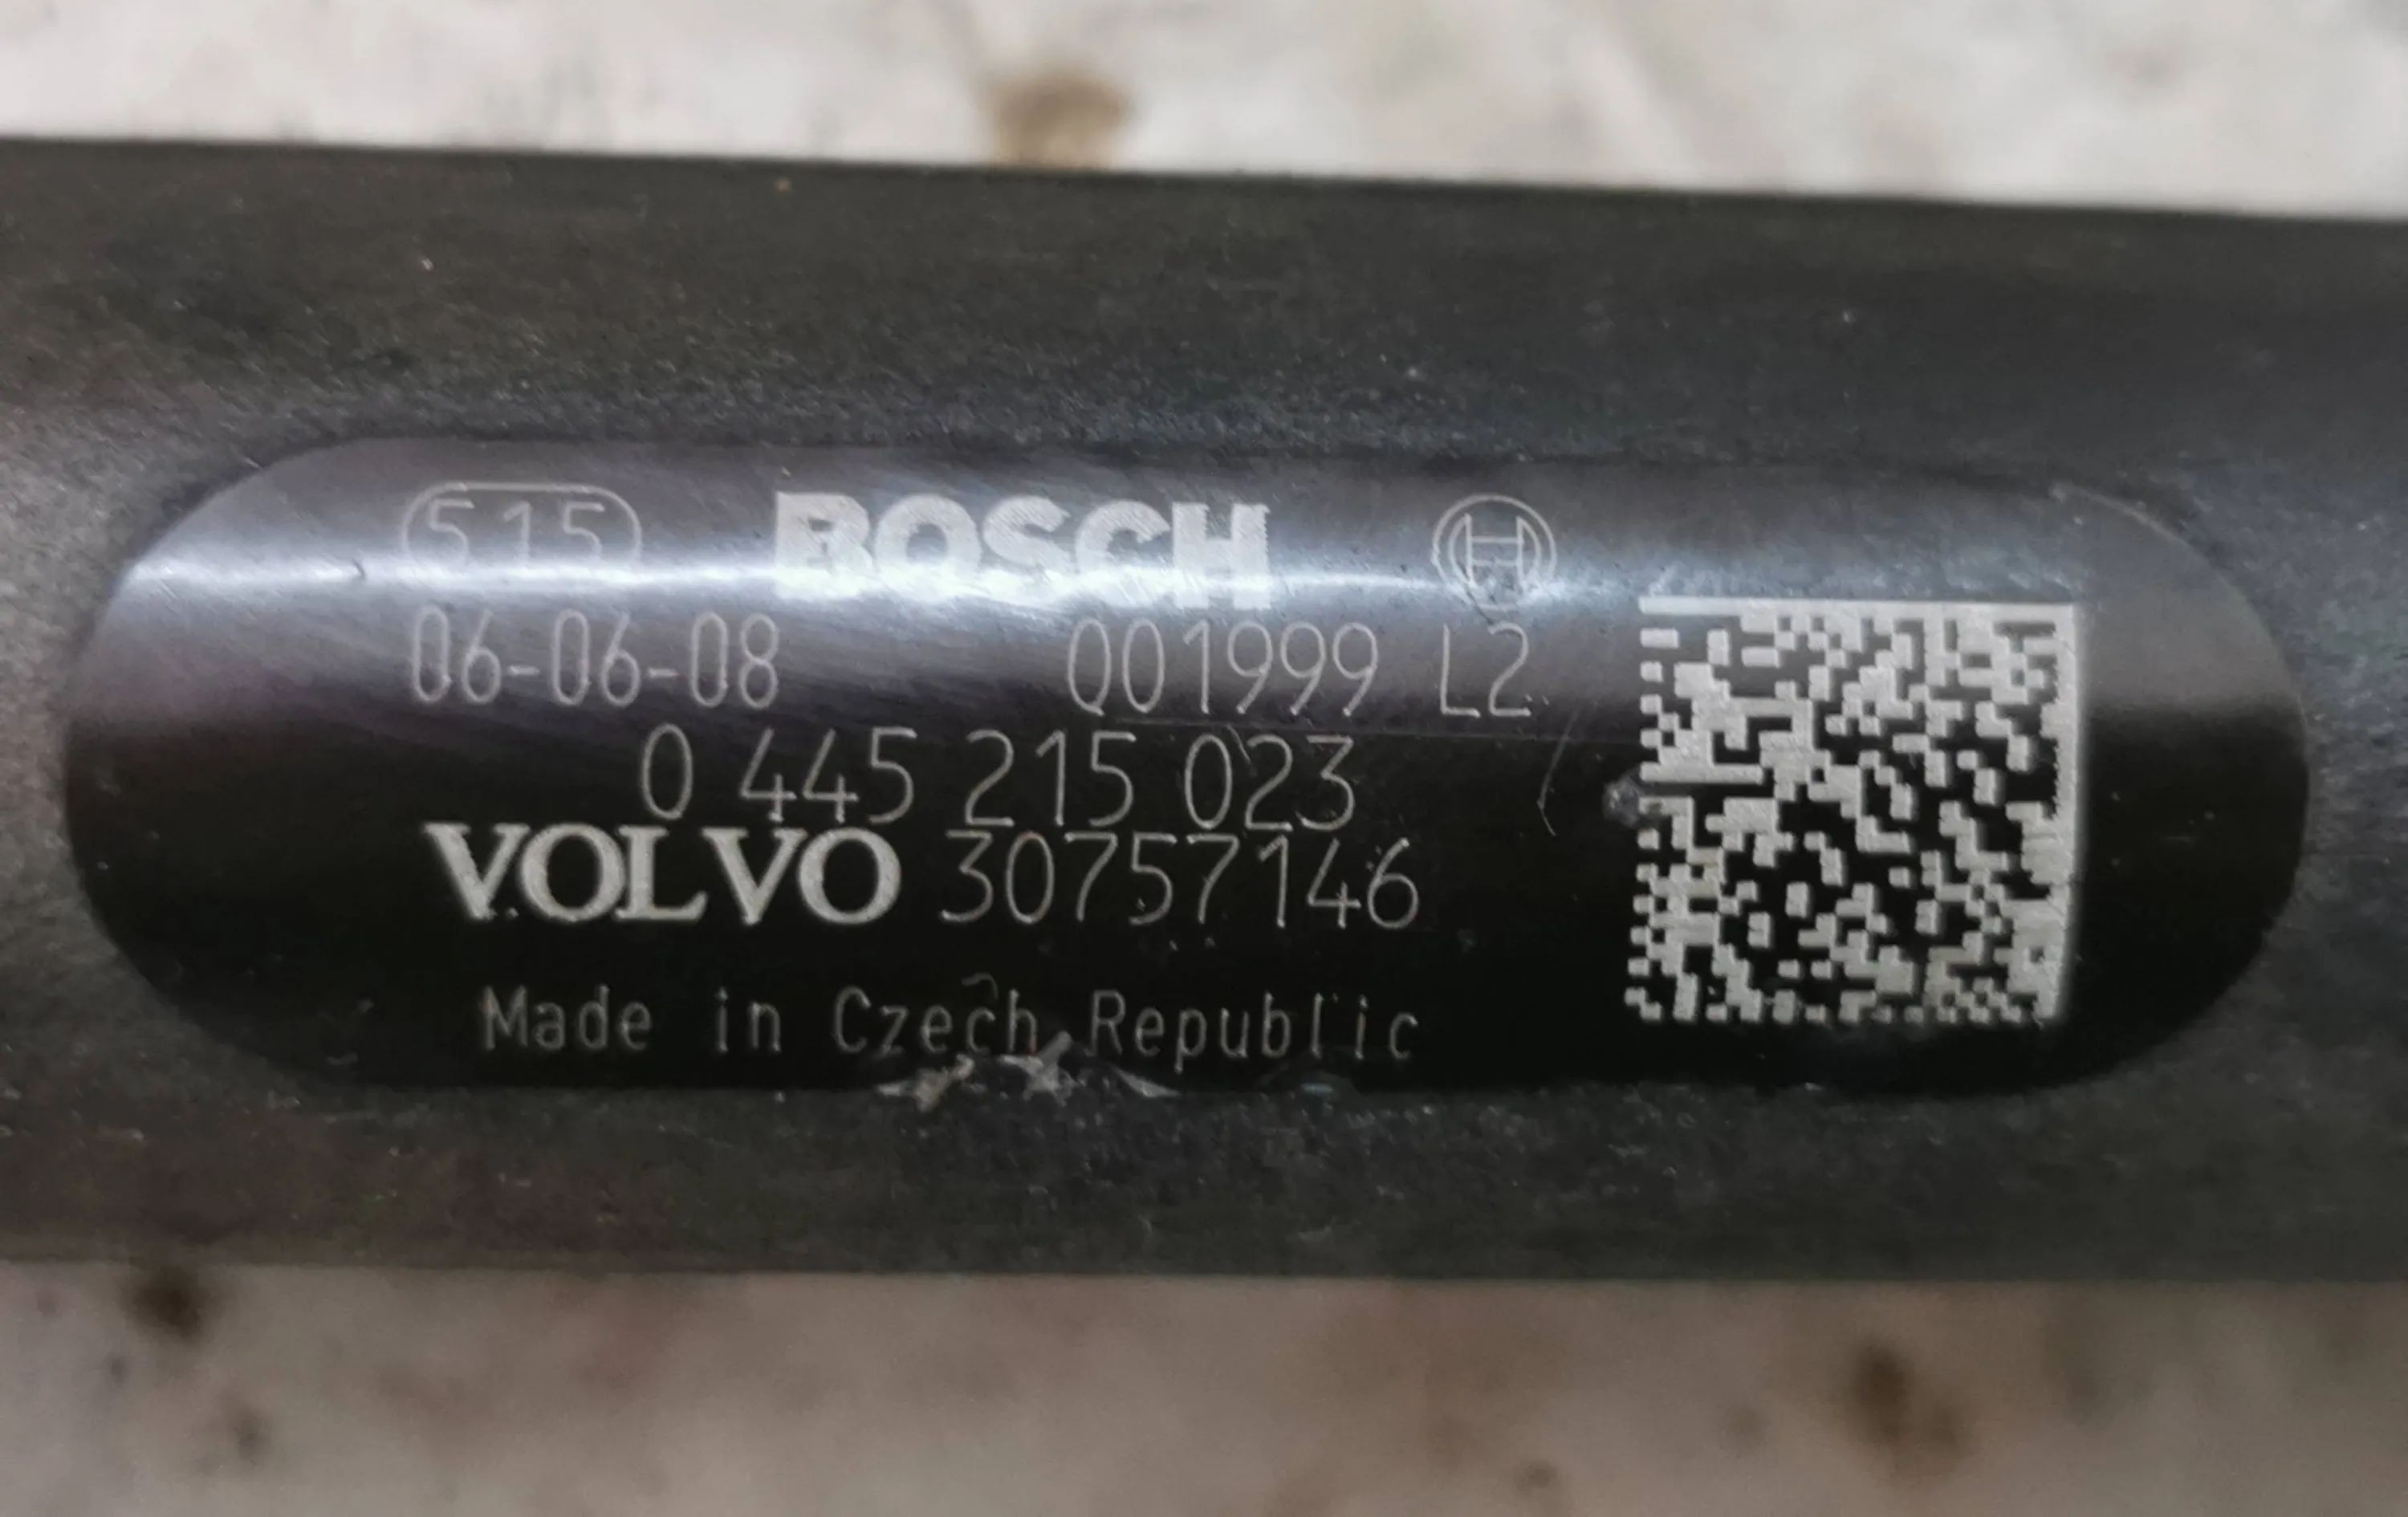 515 BOSCH
06-06-08 001999 L2
0 445 215 023
VOLVO 30757146
Made in Czech Republic